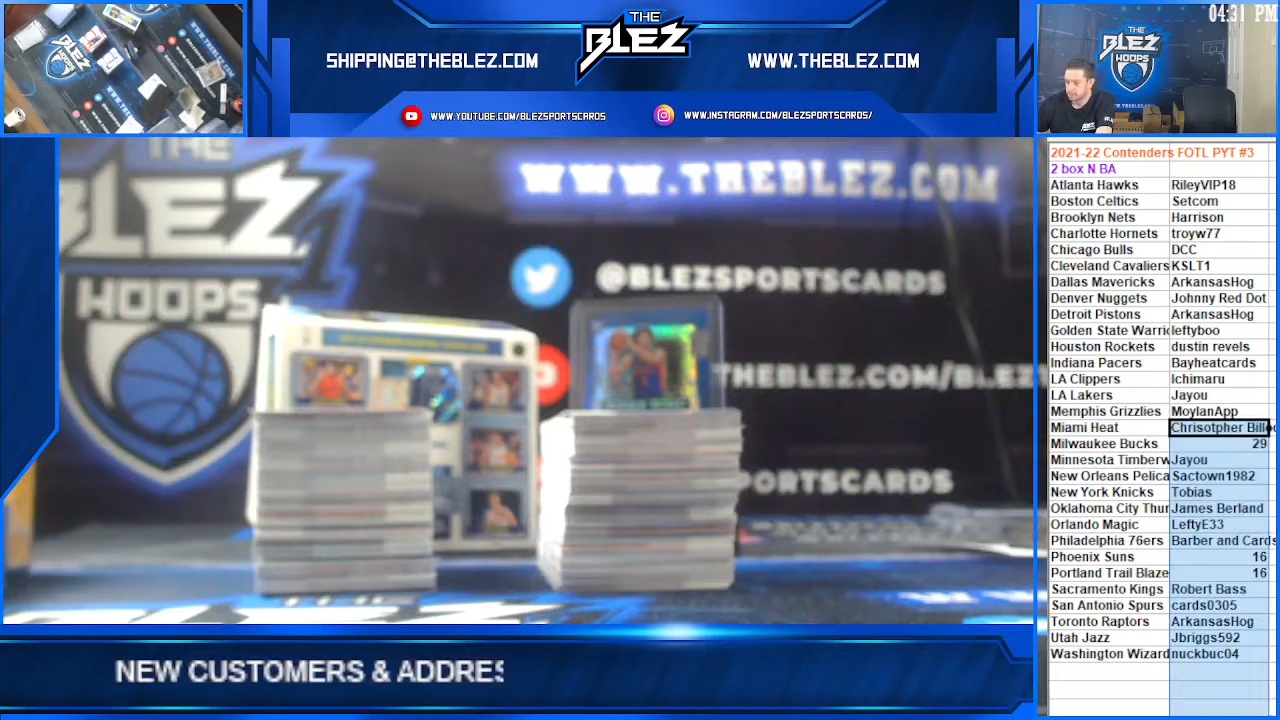 04:31 PM
THE
BLEZ
SHIPPING@THEBLEZ.COM
WWW.THEBLEZ.COM
WWW.YOUTUBE.COM/BLEZSPORTSCARDS
WWW.INSTAGRAM.COM/BLEZSPORTSCARDS/
THE
BLEZ
HOOPS
WWW.THEBLEZ.COM
THE
BLEZ
HOOPS
@BLEZSPORTSCARDS
THEBLEZ.COM/BLEZ
PORTSCARDS
2021-22 Contenders FOTL PYT #3
2 box N BA
Atlanta Hawks RileyVIP18
Boston Celtics Setcom
Brooklyn Nets Harrison
Charlotte Hornets troyw77
Chicago Bulls DCC
Cleveland Cavaliers KSLT1
Dallas Mavericks ArkansasHog
Denver Nuggets Johnny Red Dot
Detroit Pistons ArkansasHog
Golden State Warric leftyboo
Houston Rockets dustin revels
Indiana Pacers Bayheatcards
LA Clippers Ichimaru
LA Lakers Jayou
Memphis Grizzlies MoylanApp
Miami Heat Chrisotpher Billo
Milwaukee Bucks 29
Minnesota Timberw Jayou
New Orleans Pelica Sactown1982
New York Knicks Tobias
Oklahoma City Thur James Berland
Orlando Magic LeftyE33
Philadelphia 76ers Barber and Cards
Phoenix Suns 16
Portland Trail Blaze 16
Sacramento Kings Robert Bass
San Antonio Spurs cards0305
Toronto Raptors ArkansasHog
Utah Jazz Jbriggs592
Washington Wizard nuckbuc04
NEW CUSTOMERS & ADDRES